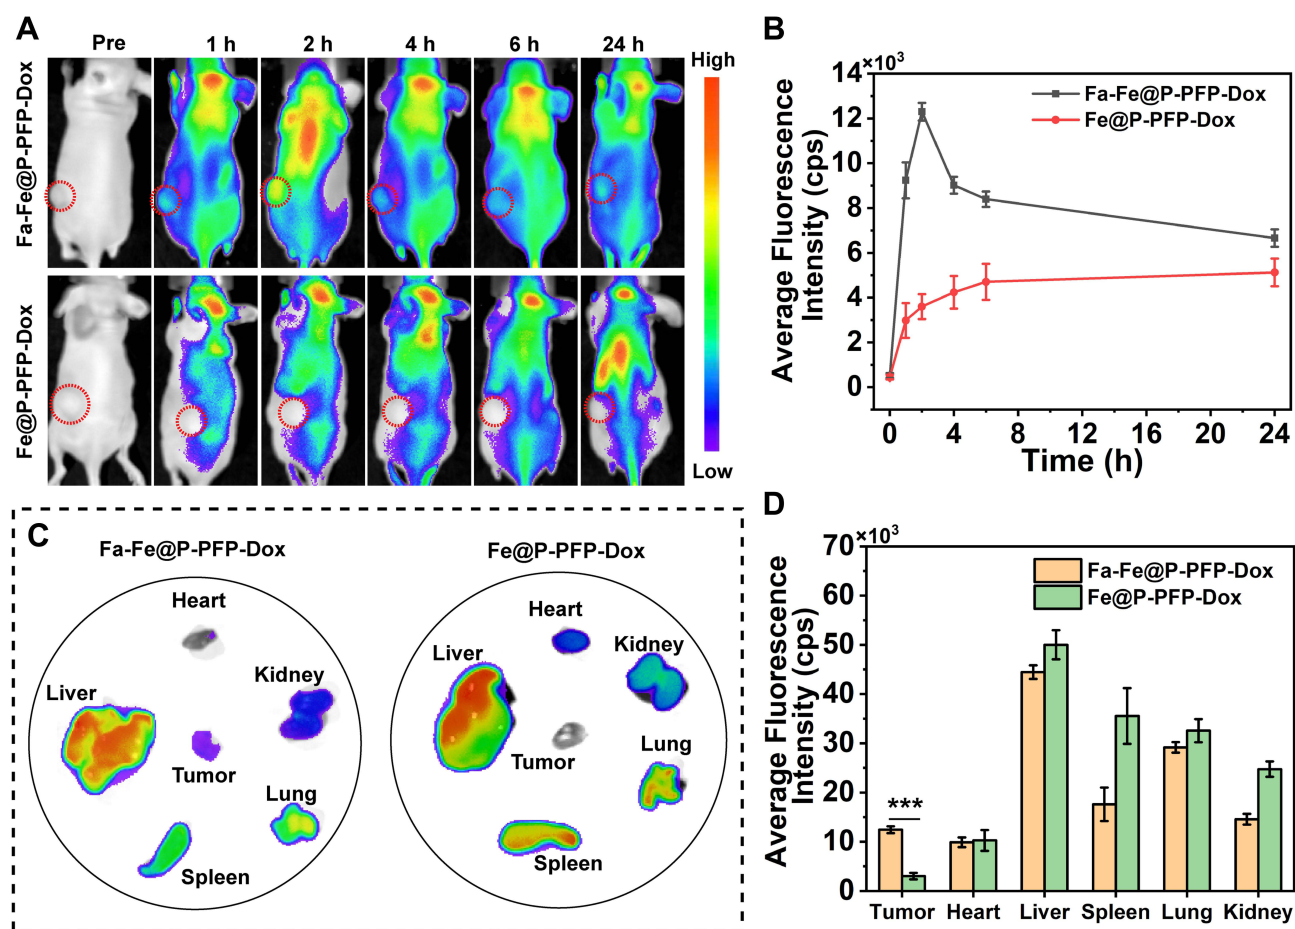 A
Pre 1 h 2 h 4 h 6 h 24 h
Fa-Fe@P-PFP-Dox
Fe@P-PFP-Dox
High
Low
B
14 ×10³
12
10
8
6
4
2
0
Average Fluorescence
Intensity (cps)
Fa-Fe@P-PFP-Dox
Fe@P-PFP-Dox
0 4 8 12 16 20 24
Time (h)
C
Fa-Fe@P-PFP-Dox
Heart
Kidney
Liver
Tumor
Lung
Spleen
Fe@P-PFP-Dox
Heart
Kidney
Liver
Lung
Tumor
Spleen
D
70 ×10³
60
50
40
30
20
10
0
Average Fluorescence
Intensity (cps)
Fa-Fe@P-PFP-Dox
Fe@P-PFP-Dox
***
Tumor Heart Liver Spleen Lung Kidney